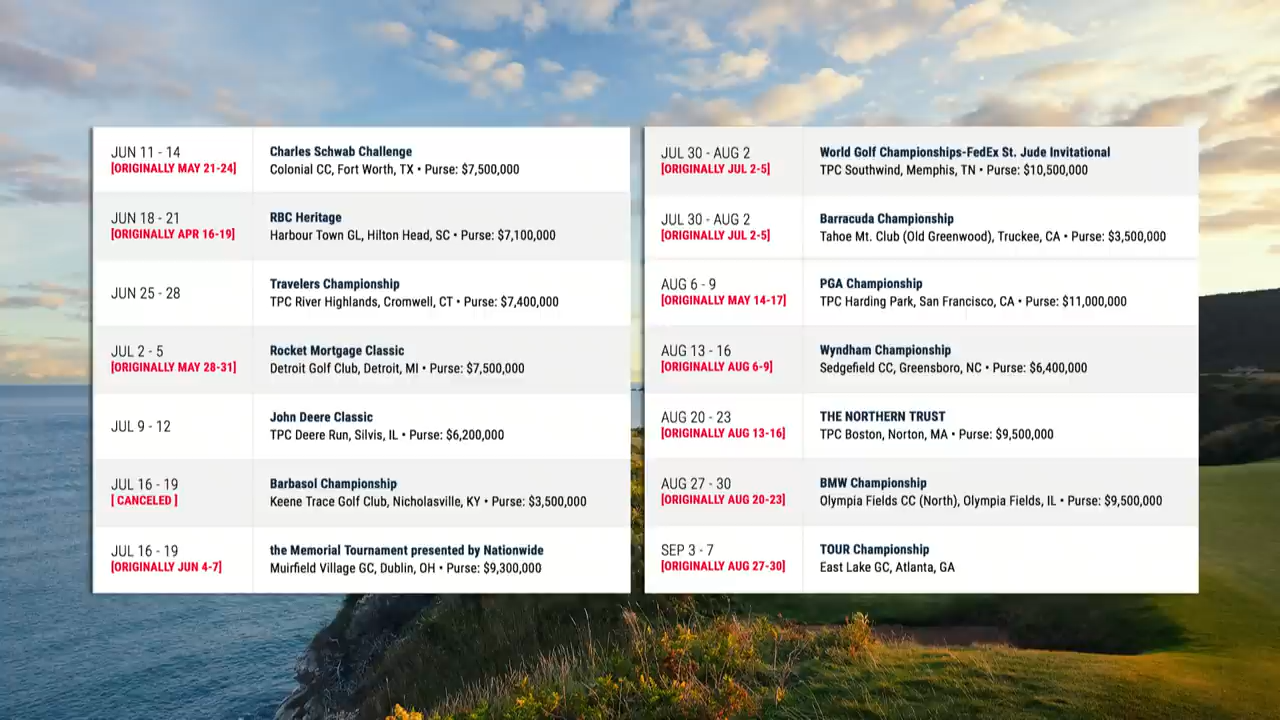 JUN 11 - 14
[ORIGINALLY MAY 21-24]
Charles Schwab Challenge
Colonial CC, Fort Worth, TX • Purse: $7,500,000
JUN 18 - 21
[ORIGINALLY APR 16-19]
RBC Heritage
Harbour Town GL, Hilton Head, SC • Purse: $7,100,000
JUN 25 - 28
Travelers Championship
TPC River Highlands, Cromwell, CT • Purse: $7,400,000
JUL 2 - 5
[ORIGINALLY MAY 28-31]
Rocket Mortgage Classic
Detroit Golf Club, Detroit, MI • Purse: $7,500,000
JUL 9 - 12
John Deere Classic
TPC Deere Run, Silvis, IL • Purse: $6,200,000
JUL 16 - 19
[ CANCELED ]
Barbasol Championship
Keene Trace Golf Club, Nicholasville, KY • Purse: $3,500,000
JUL 16 - 19
[ORIGINALLY JUN 4-7]
the Memorial Tournament presented by Nationwide
Muirfield Village GC, Dublin, OH • Purse: $9,300,000
JUL 30 - AUG 2
[ORIGINALLY JUL 2-5]
World Golf Championships-FedEx St. Jude Invitational
TPC Southwind, Memphis, TN • Purse: $10,500,000
JUL 30 - AUG 2
[ORIGINALLY JUL 2-5]
Barracuda Championship
Tahoe Mt. Club (Old Greenwood), Truckee, CA • Purse: $3,500,000
AUG 6 - 9
[ORIGINALLY MAY 14-17]
PGA Championship
TPC Harding Park, San Francisco, CA • Purse: $11,000,000
AUG 13 - 16
[ORIGINALLY AUG 6-9]
Wyndham Championship
Sedgefield CC, Greensboro, NC • Purse: $6,400,000
AUG 20 - 23
[ORIGINALLY AUG 13-16]
THE NORTHERN TRUST
TPC Boston, Norton, MA • Purse: $9,500,000
AUG 27 - 30
[ORIGINALLY AUG 20-23]
BMW Championship
Olympia Fields CC (North), Olympia Fields, IL • Purse: $9,500,000
SEP 3 - 7
[ORIGINALLY AUG 27-30]
TOUR Championship
East Lake GC, Atlanta, GA